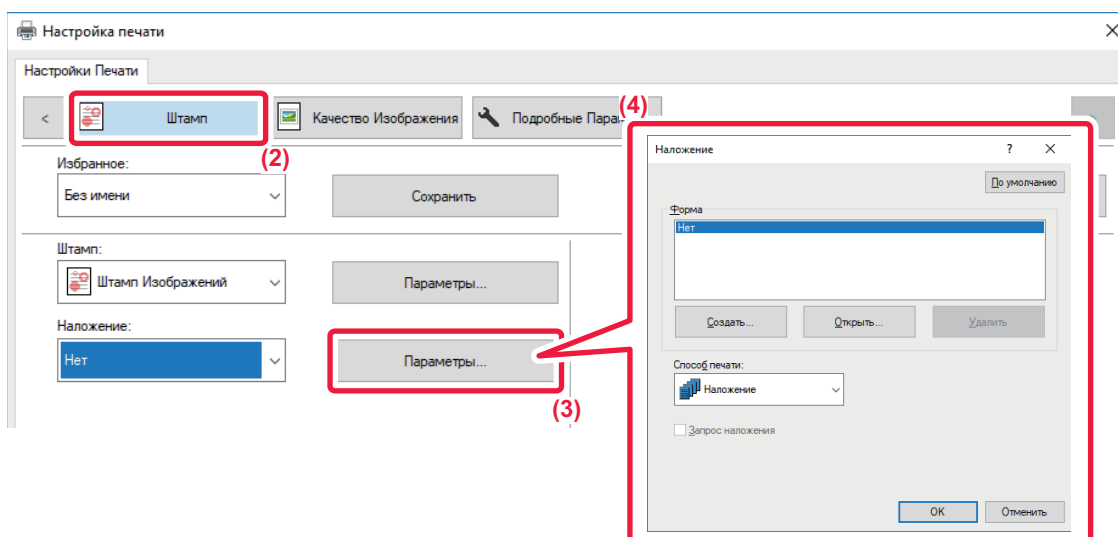 Настройка печати
Настройки Печати
<
Штамп
Качество Изображения
Подробные Пара
(4)
(2)
Избранное:
Без имени
Сохранить
Штамп:
Штамп Изображений
Параметры...
Наложение:
Нет
Параметры...
(3)
Наложение
?
По умолчанию
Форма
Нет
Создать...
Открыть...
Удалить
Способ печати:
Наложение
Запрос наложения
OK
Отменить